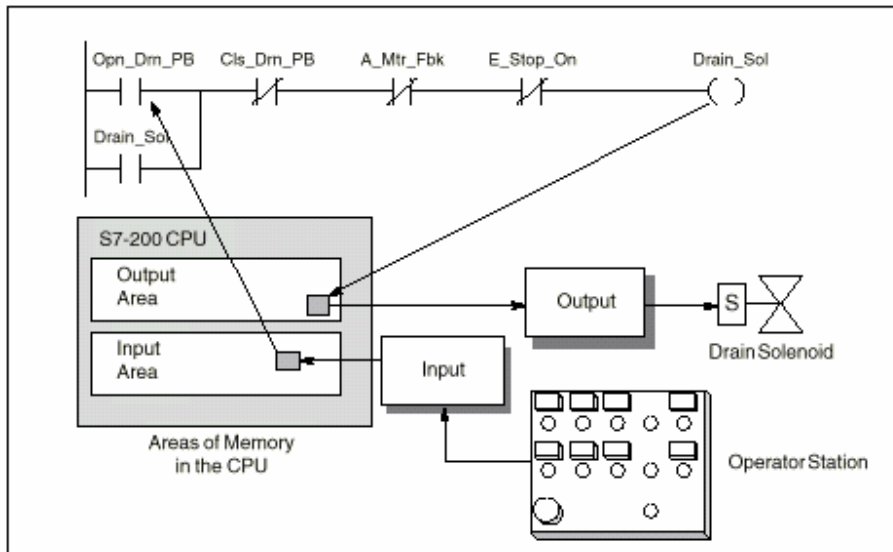 Opn_Drn_PB
Cls_Drn_PB
A_Mtr_Fbk
E_Stop_On
Drain_Sol
Drain_Sol
S7-200 CPU
Output
Area
Input
Area
Output
S
Drain Solenoid
Input
Areas of Memory
in the CPU
Operator Station